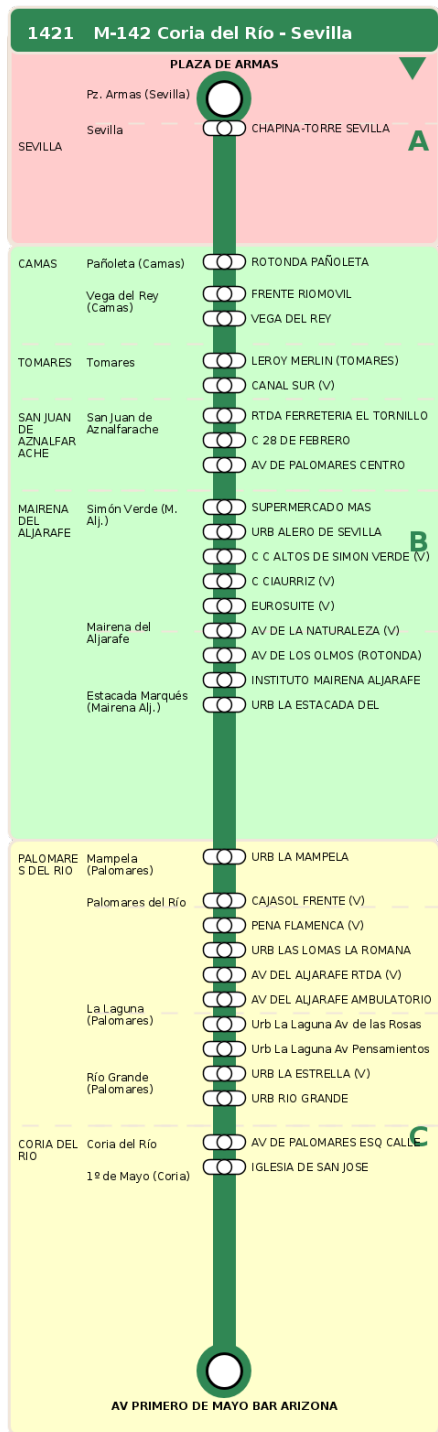 1421 M-142 Coria del Río - Sevilla
PLAZA DE ARMAS
Pz. Armas (Sevilla)
SEVILLA
Sevilla
CHAPINA-TORRE SEVILLA
A
CAMAS
Pañoleta (Camas)
ROTONDA PAÑOLETA
Vega del Rey
(Camas)
FRENTE RIOMOVIL
VEGA DEL REY
TOMARES
Tomares
LEROY MERLIN (TOMARES)
CANAL SUR (V)
SAN JUAN
DE
AZNALFAR
ACHE
San Juan de
Aznalfarache
RTDA FERRETERIA EL TORNILLO
C 28 DE FEBRERO
AV DE PALOMARES CENTRO
MAIRENA
DEL
ALJARAFE
Simón Verde (M.
Alj.)
SUPERMERCADO MAS
URB ALERO DE SEVILLA
B
C C ALTOS DE SIMON VERDE (V)
C CIAURRIZ (V)
EUROSUITE (V)
Mairena del
Aljarafe
AV DE LA NATURALEZA (V)
AV DE LOS OLMOS (ROTONDA)
INSTITUTO MAIRENA ALJARAFE
Estacada Marqués
(Mairena Alj.)
URB LA ESTACADA DEL
PALOMARE
S DEL RIO
Mampela
(Palomares)
URB LA MAMPELA
Palomares del Río
CAJASOL FRENTE (V)
PENA FLAMENCA (V)
URB LAS LOMAS LA ROMANA
AV DEL ALJARAFE RTDA (V)
AV DEL ALJARAFE AMBULATORIO
La Laguna
(Palomares)
Urb La Laguna Av de las Rosas
Urb La Laguna Av Pensamientos
Río Grande
(Palomares)
URB LA ESTRELLA (V)
URB RIO GRANDE
CORIA DEL
RIO
Coria del Río
AV DE PALOMARES ESQ CALLE
C
IGLESIA DE SAN JOSE
1º de Mayo (Coria)
AV PRIMERO DE MAYO BAR ARIZONA